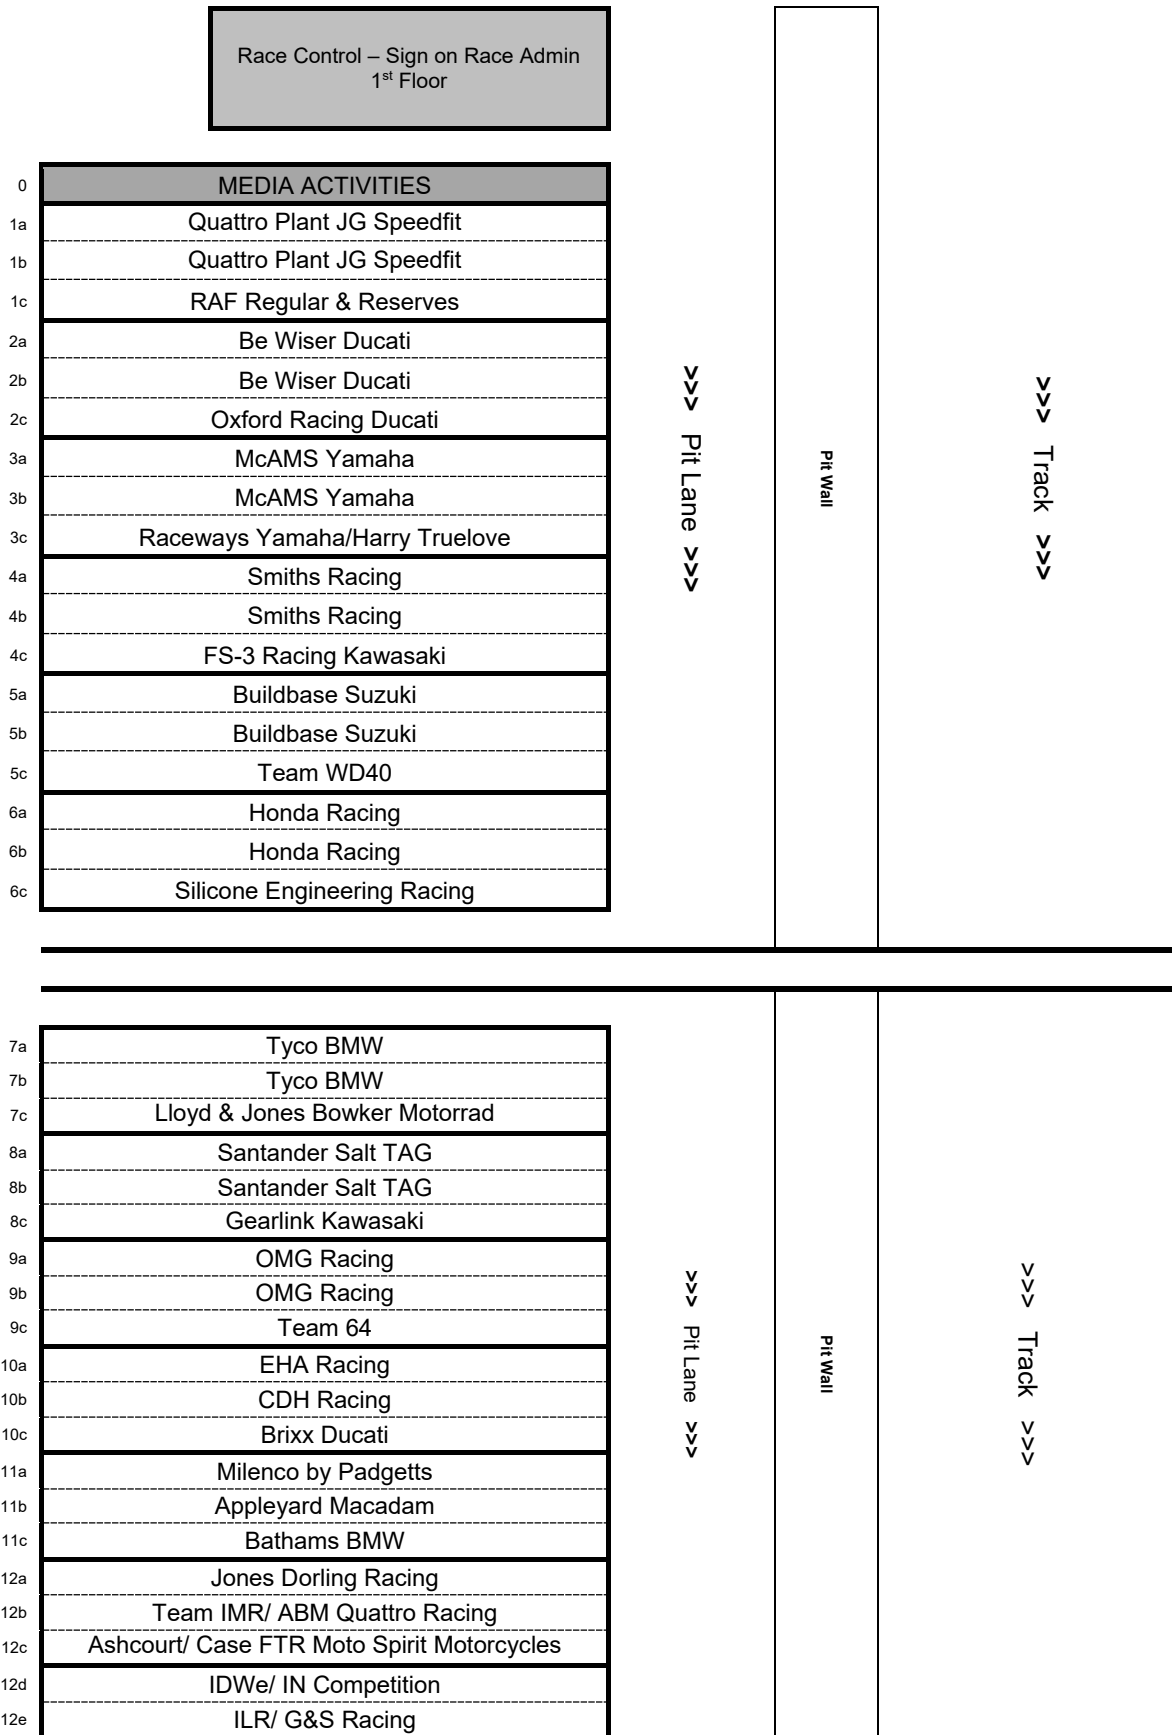 Race Control – Sign on Race Admin
1st Floor
0 MEDIA ACTIVITIES
1a Quattro Plant JG Speedfit
1b Quattro Plant JG Speedfit
1c RAF Regular & Reserves
2a Be Wiser Ducati
2b Be Wiser Ducati
2c Oxford Racing Ducati
3a McAMS Yamaha
3b McAMS Yamaha
3c Raceways Yamaha/Harry Truelove
4a Smiths Racing
4b Smiths Racing
4c FS-3 Racing Kawasaki
5a Buildbase Suzuki
5b Buildbase Suzuki
5c Team WD40
6a Honda Racing
6b Honda Racing
6c Silicone Engineering Racing
>>> Pit Lane >>>
Pit Wall
>>> Track >>>
7a Tyco BMW
7b Tyco BMW
7c Lloyd & Jones Bowker Motorrad
8a Santander Salt TAG
8b Santander Salt TAG
8c Gearlink Kawasaki
9a OMG Racing
9b OMG Racing
9c Team 64
10a EHA Racing
10b CDH Racing
10c Brixx Ducati
11a Milenco by Padgetts
11b Appleyard Macadam
11c Bathams BMW
12a Jones Dorling Racing
12b Team IMR/ ABM Quattro Racing
12c Ashcourt/ Case FTR Moto Spirit Motorcycles
12d IDWe/ IN Competition
12e ILR/ G&S Racing
>>> Pit Lane >>>
Pit Wall
>>> Track >>>